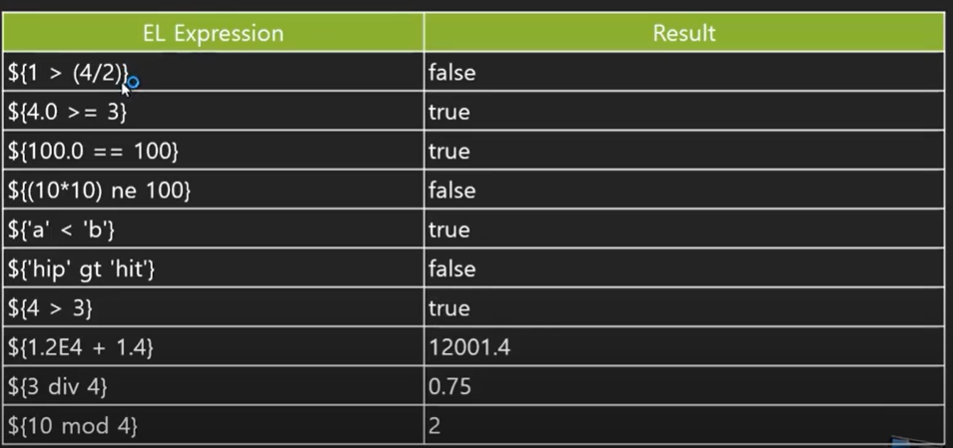 EL Expression Result
${1 > (4/2)} false
${4.0 >= 3} true
${100.0 == 100} true
${(10*10) ne 100} false
${'a' < 'b'} true
${'hip' gt 'hit'} false
${4 > 3} true
${1.2E4 + 1.4} 12001.4
${3 div 4} 0.75
${10 mod 4} 2